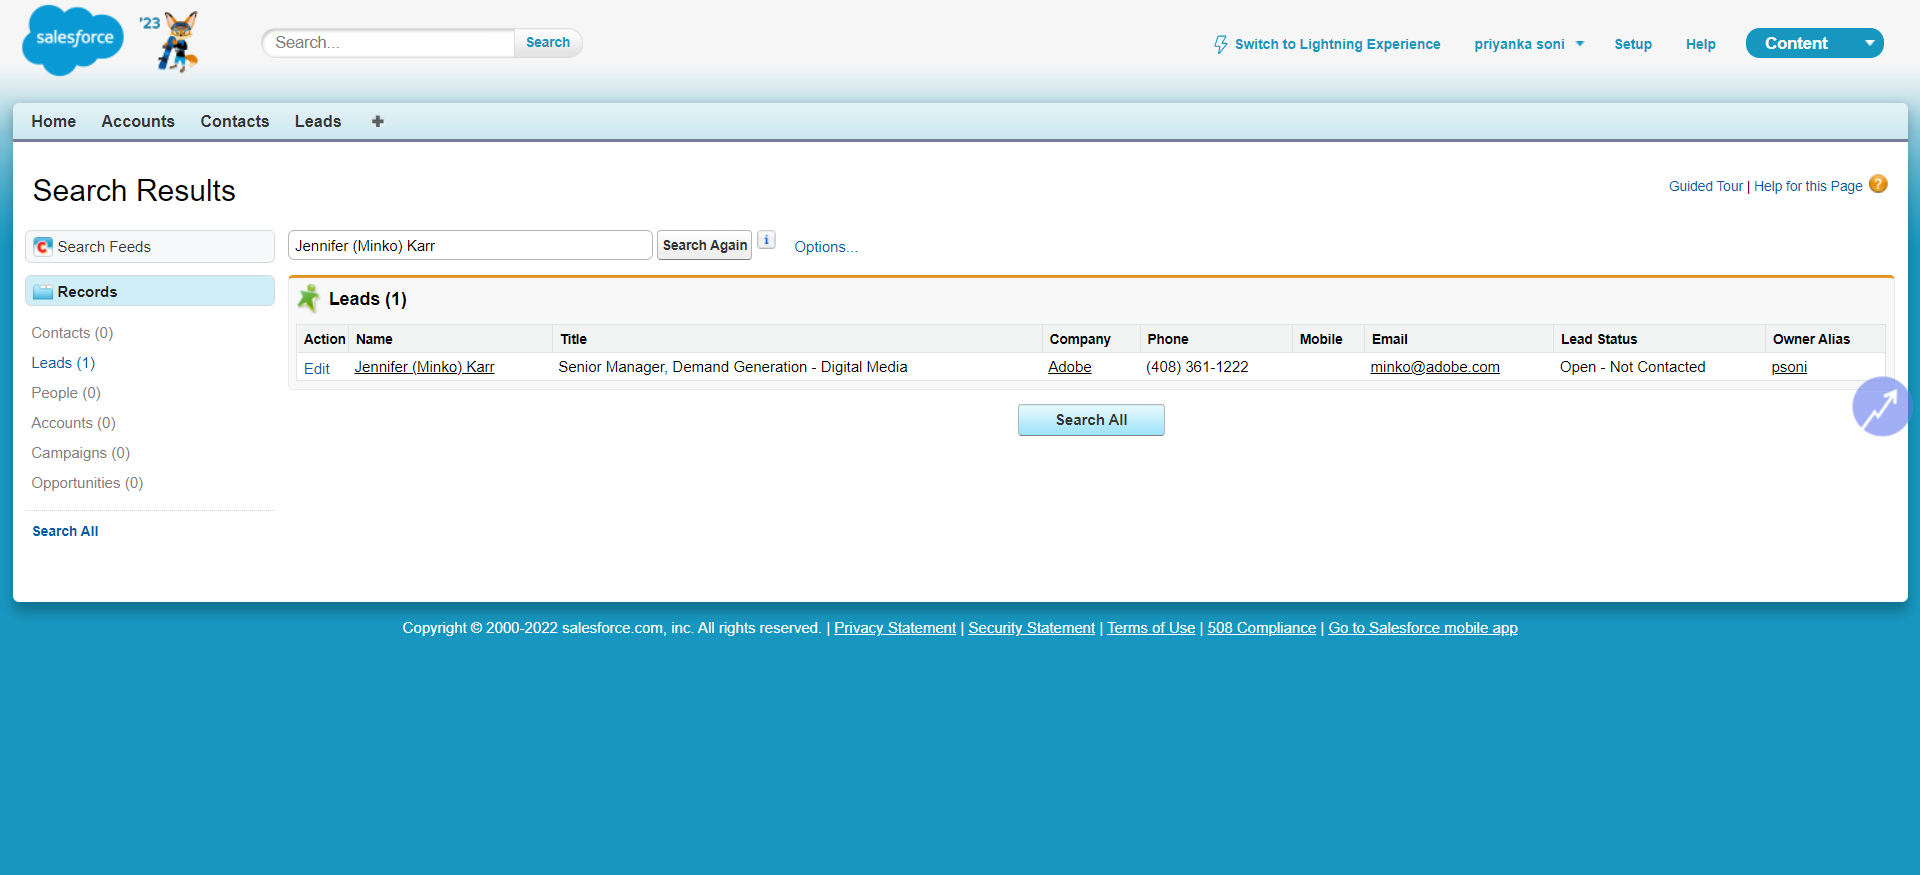 salesforce
'23
Search...
Search
Switch to Lightning Experience
priyanka soni
Setup
Help
Content
Home
Accounts
Contacts
Leads
Search Results
Guided Tour | Help for this Page
?
Search Feeds
Jennifer (Minko) Karr
Search Again
i
Options...
Records
Contacts (0)
Leads (1)
People (0)
Accounts (0)
Campaigns (0)
Opportunities (0)
Search All
Leads (1)
Action Name Title Company Phone Mobile Email Lead Status Owner Alias
Edit Jennifer (Minko) Karr Senior Manager, Demand Generation - Digital Media Adobe (408) 361-1222 minko@adobe.com Open - Not Contacted psoni
Search All
Copyright © 2000-2022 salesforce.com, inc. All rights reserved. | Privacy Statement | Security Statement | Terms of Use | 508 Compliance | Go to Salesforce mobile app